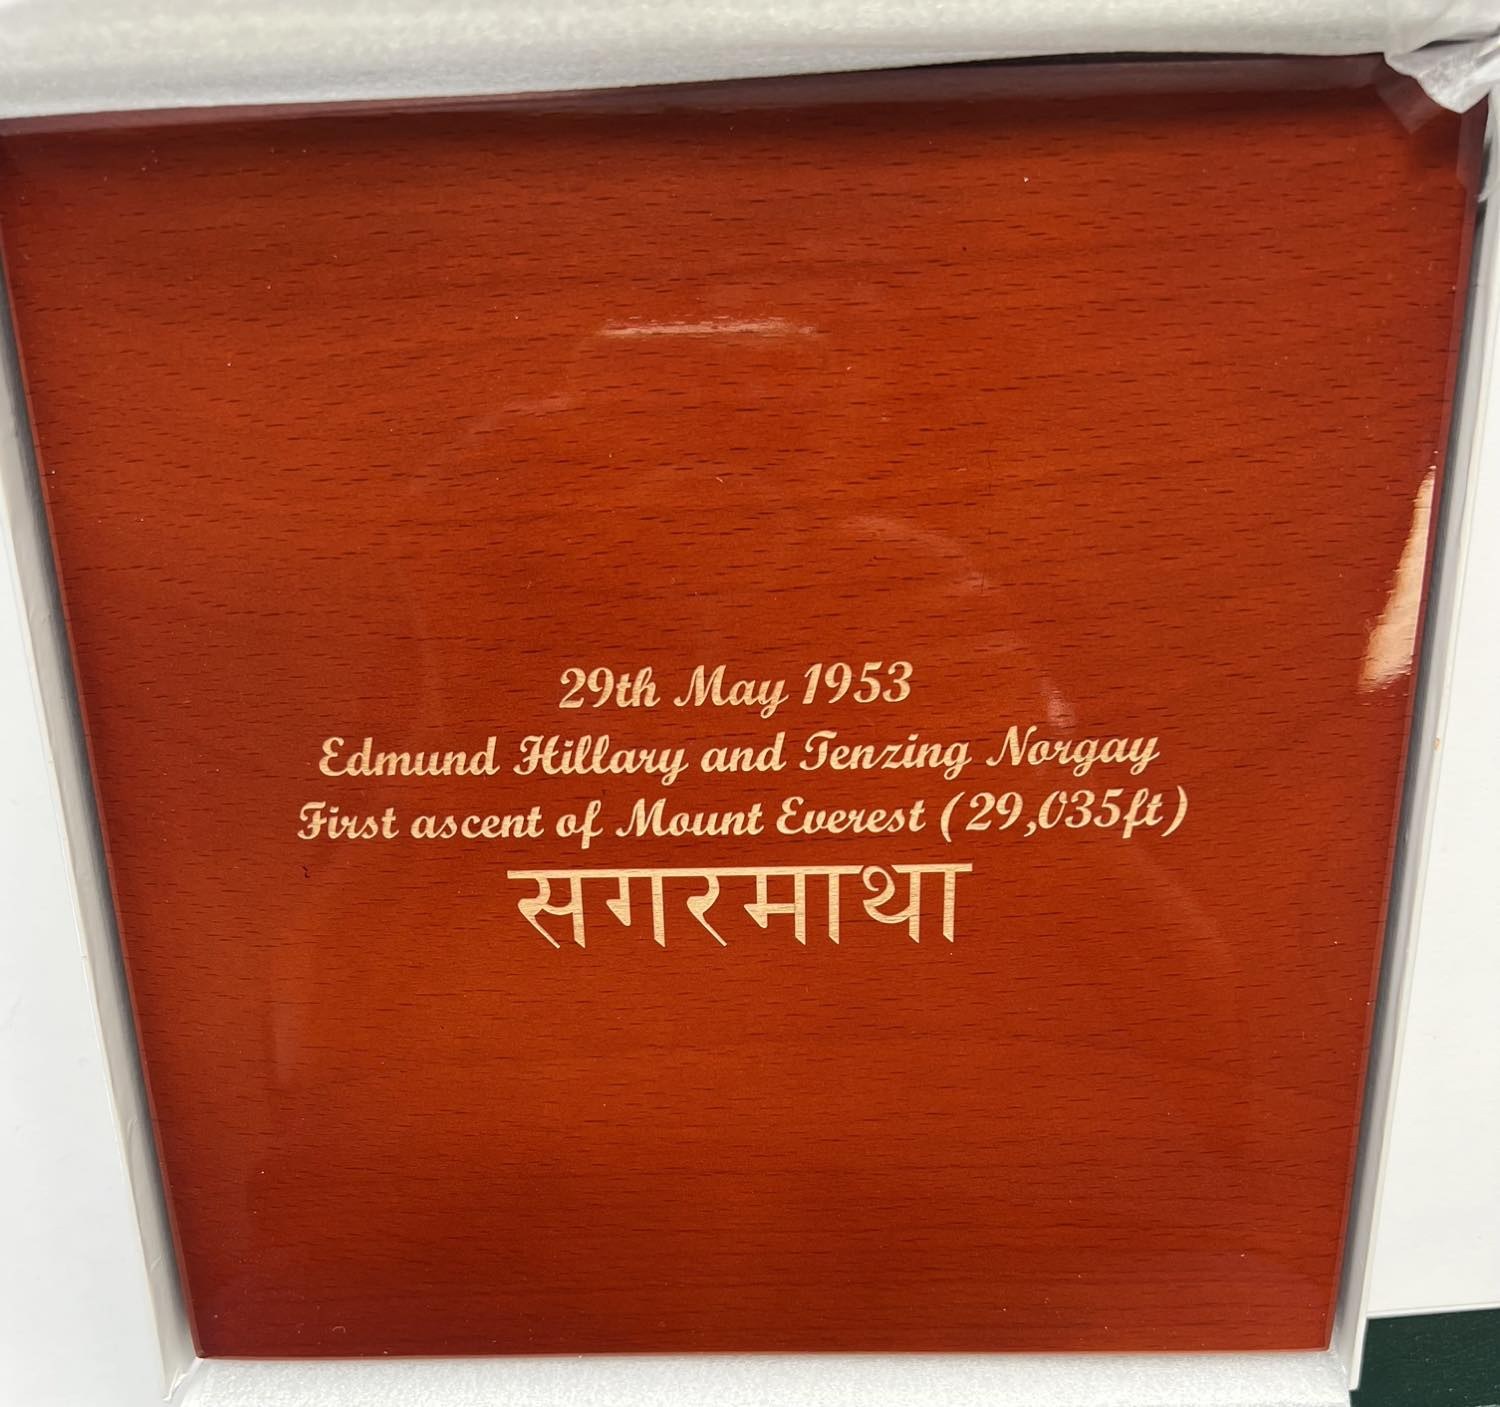 29th May 1953
Edmund Hillary and Tenzing Norgay
First ascent of Mount Everest (29,035ft)
सगरमाथा